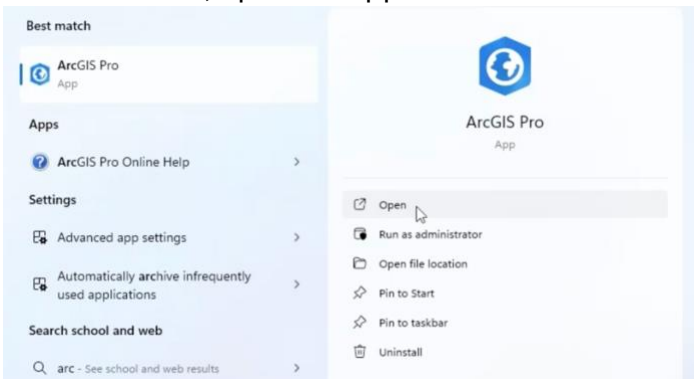 Best match
ArcGIS Pro
App
Apps
ArcGIS Pro Online Help
Settings
Advanced app settings
Automatically archive infrequently
used applications
Search school and web
arc - See school and web results
ArcGIS Pro
App
Open
Run as administrator
Open file location
Pin to Start
Pin to taskbar
Uninstall